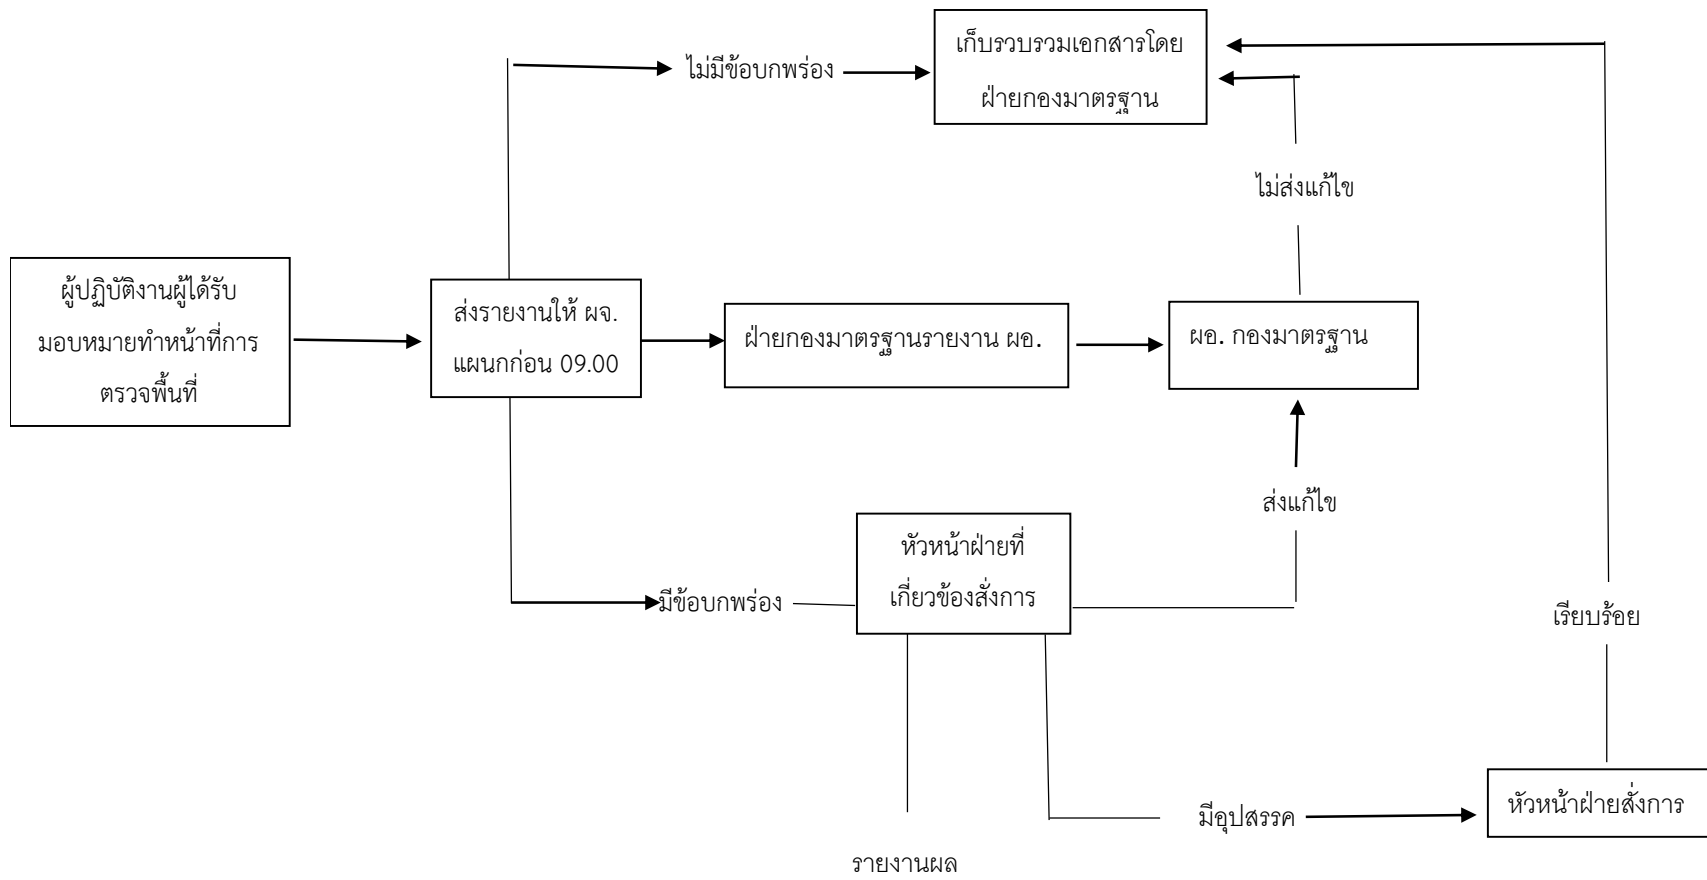 เก็บรวบรวมเอกสารโดย
ฝ่ายกองมาตรฐาน
ไม่มีข้อบกพร่อง
ไม่ส่งแก้ไข
ผู้ปฏิบัติงานผู้ได้รับ
มอบหมายทำหน้าที่การ
ตรวจพื้นที่
ส่งรายงานให้ ผจ.
แผนกก่อน 09.00
ฝ่ายกองมาตรฐานรายงาน ผอ.
ผอ. กองมาตรฐาน
ส่งแก้ไข
หัวหน้าฝ่ายที่
เกี่ยวข้องสั่งการ
มีข้อบกพร่อง
เรียบร้อย
มีอุปสรรค
หัวหน้าฝ่ายสั่งการ
รายงานผล